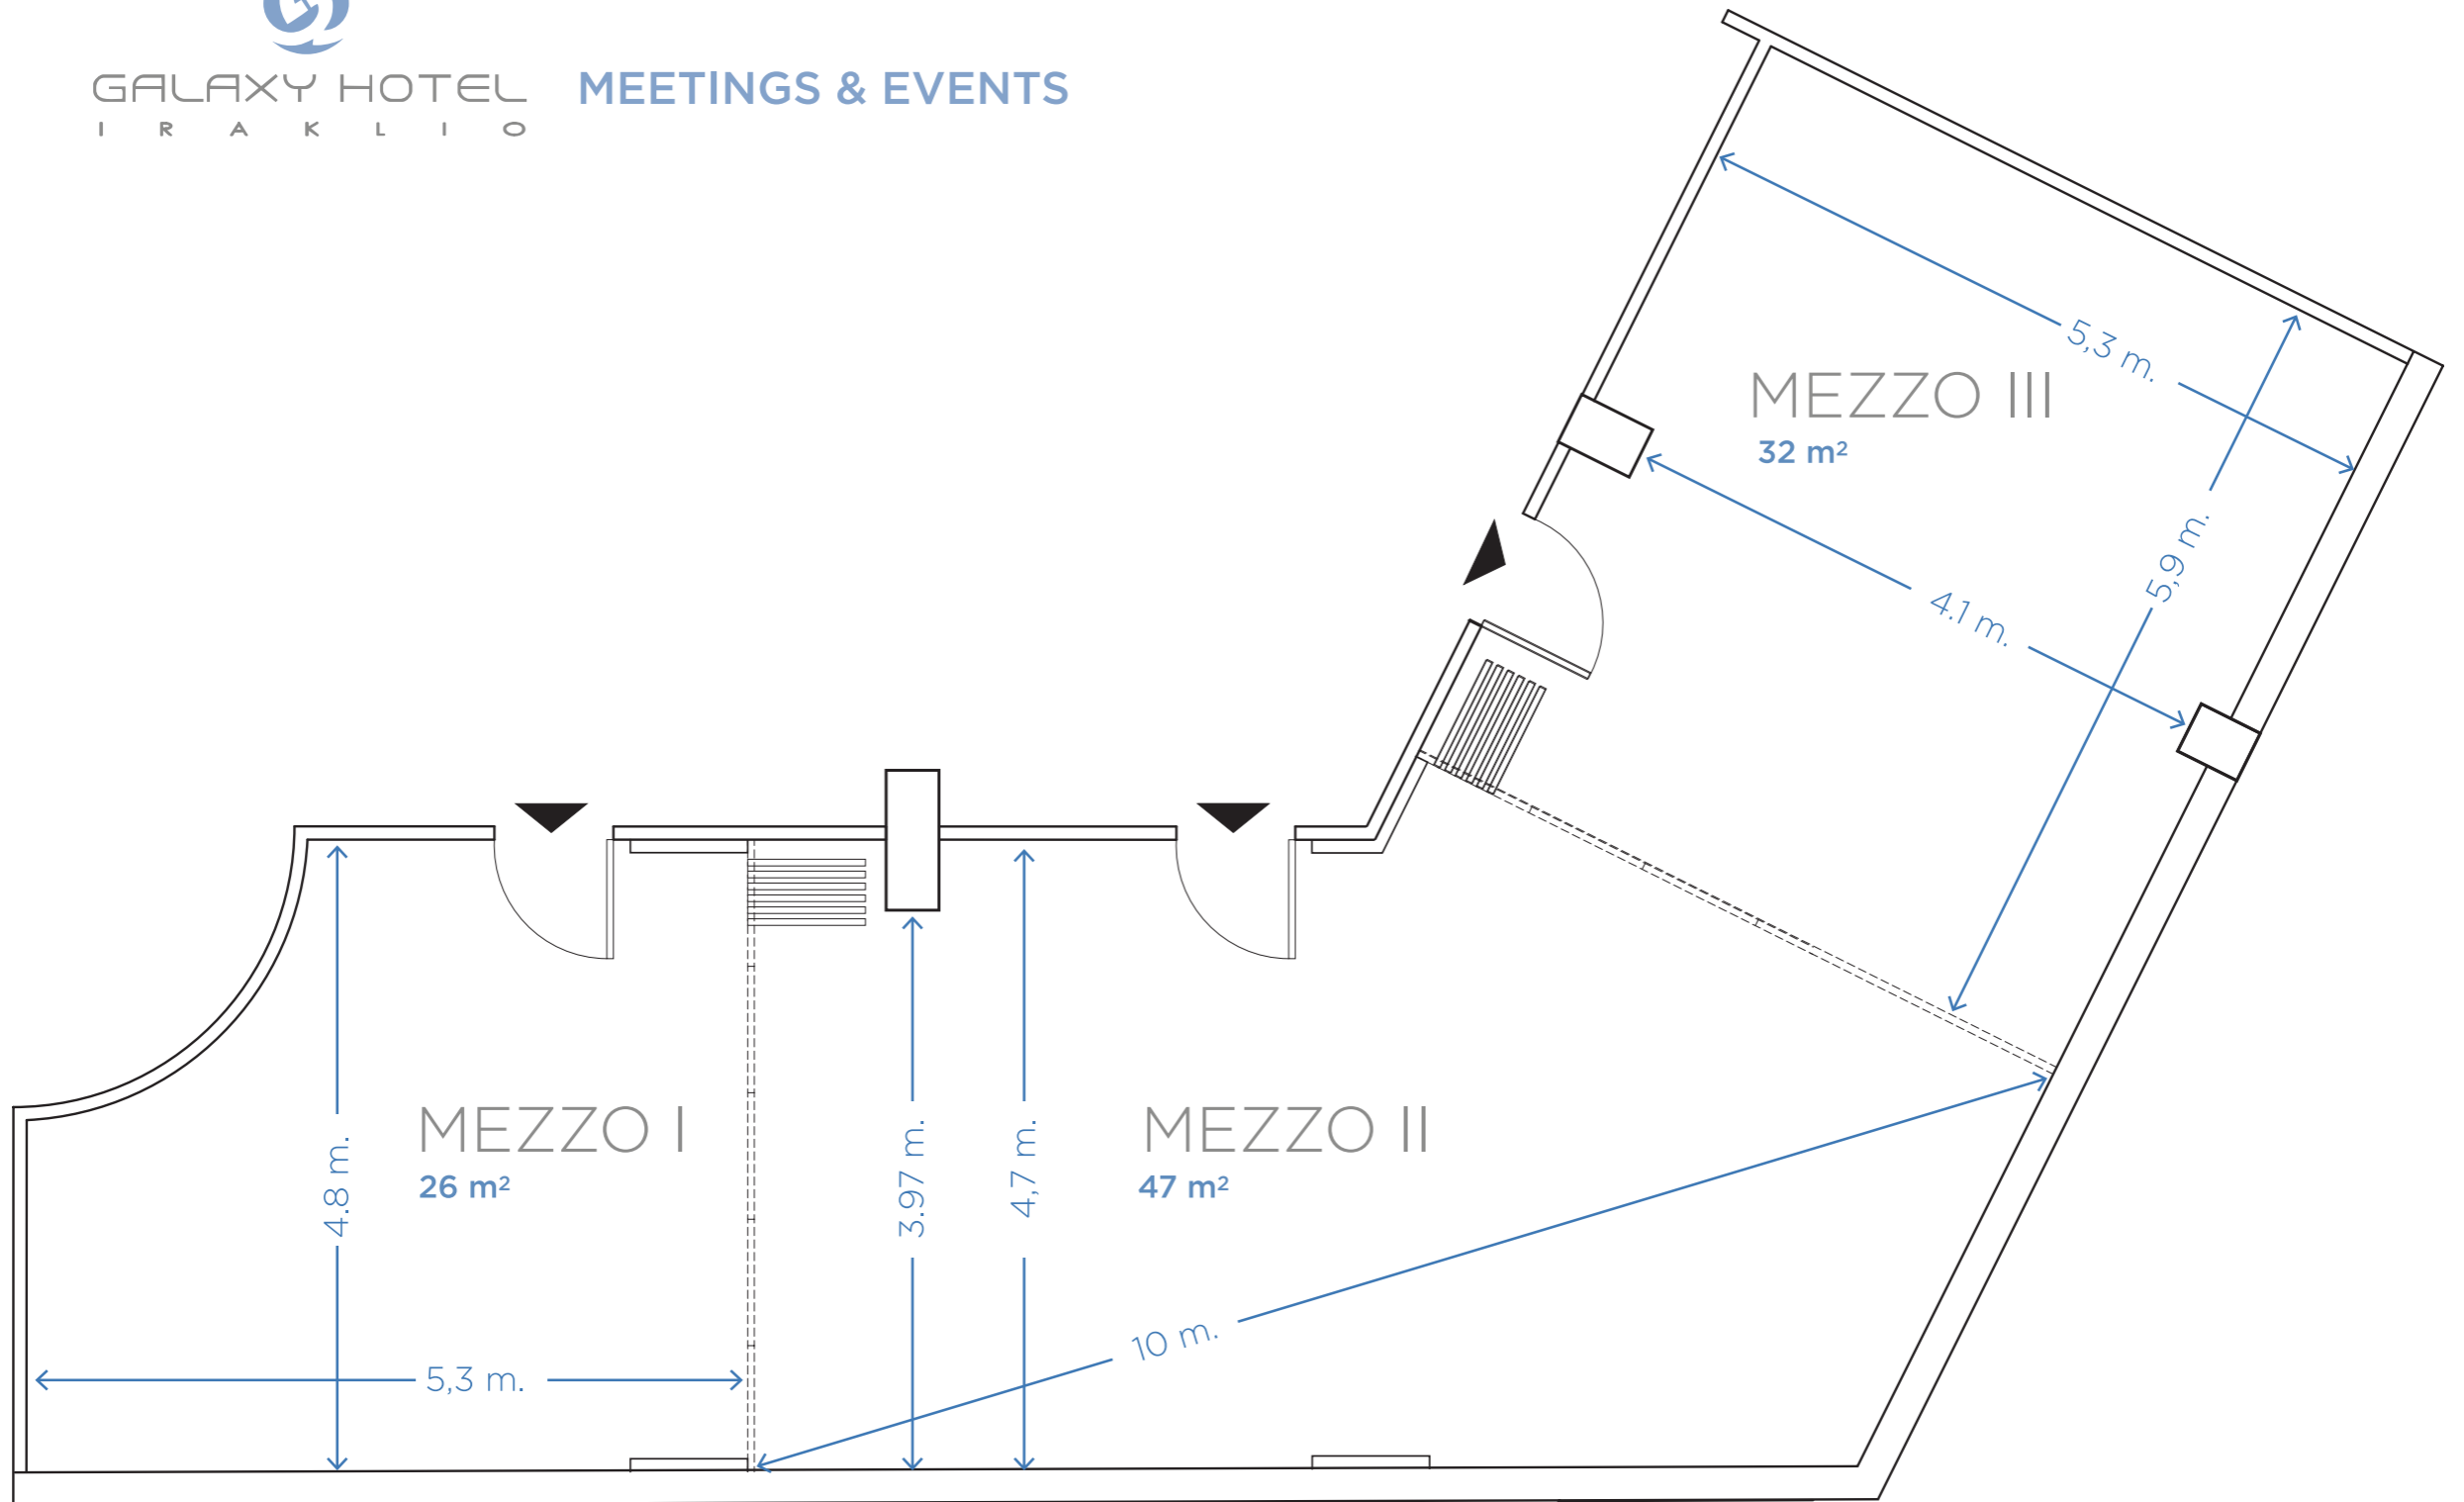 GALAXY HOTEL
IRAKLIO
MEETINGS & EVENTS
5,3 m.
MEZZO III
32 m²
5,9 m.
4.1 m.
MEZZO I
26 m²
4.8 m.
5,3 m.
3.97 m.
4,7 m.
MEZZO II
47 m²
10 m.